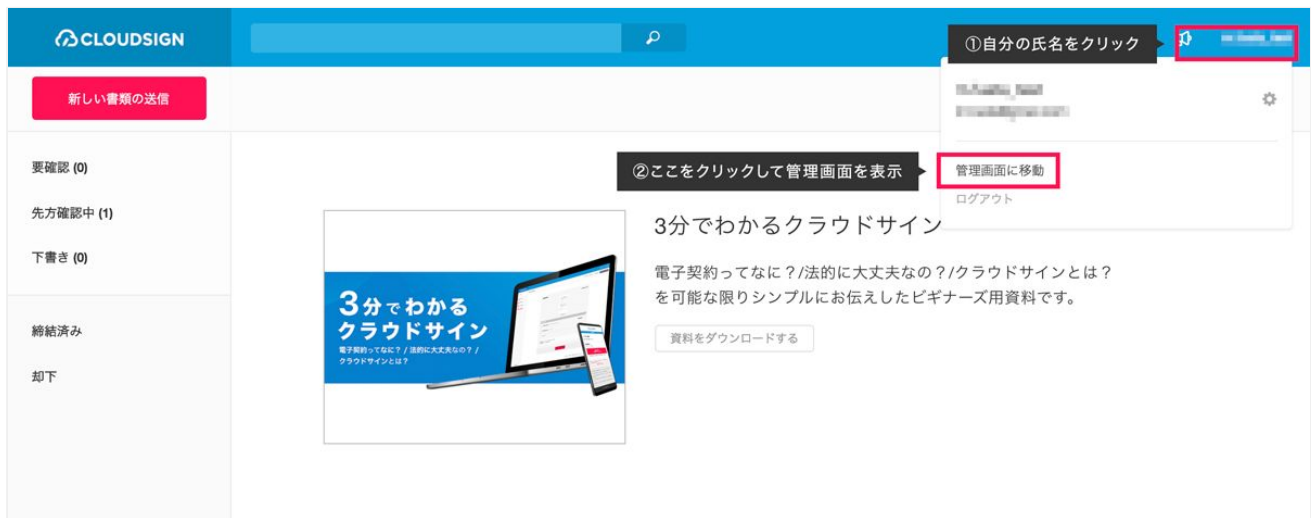 CLOUDSIGN
①自分の氏名をクリック
新しい書類の送信
要確認 (0)
②ここをクリックして管理画面を表示
管理画面に移動
先方確認中 (1)
ログアウト
下書き (0)
3分でわかるクラウドサイン
電子契約ってなに？/法的に大丈夫なの？/クラウドサインとは？
を可能な限りシンプルにお伝えしたビギナーズ用資料です。
資料をダウンロードする
3分でわかる
クラウドサイン
電子契約ってなに？ / 法的に大丈夫なの？ /
クラウドサインとは？
締結済み
却下